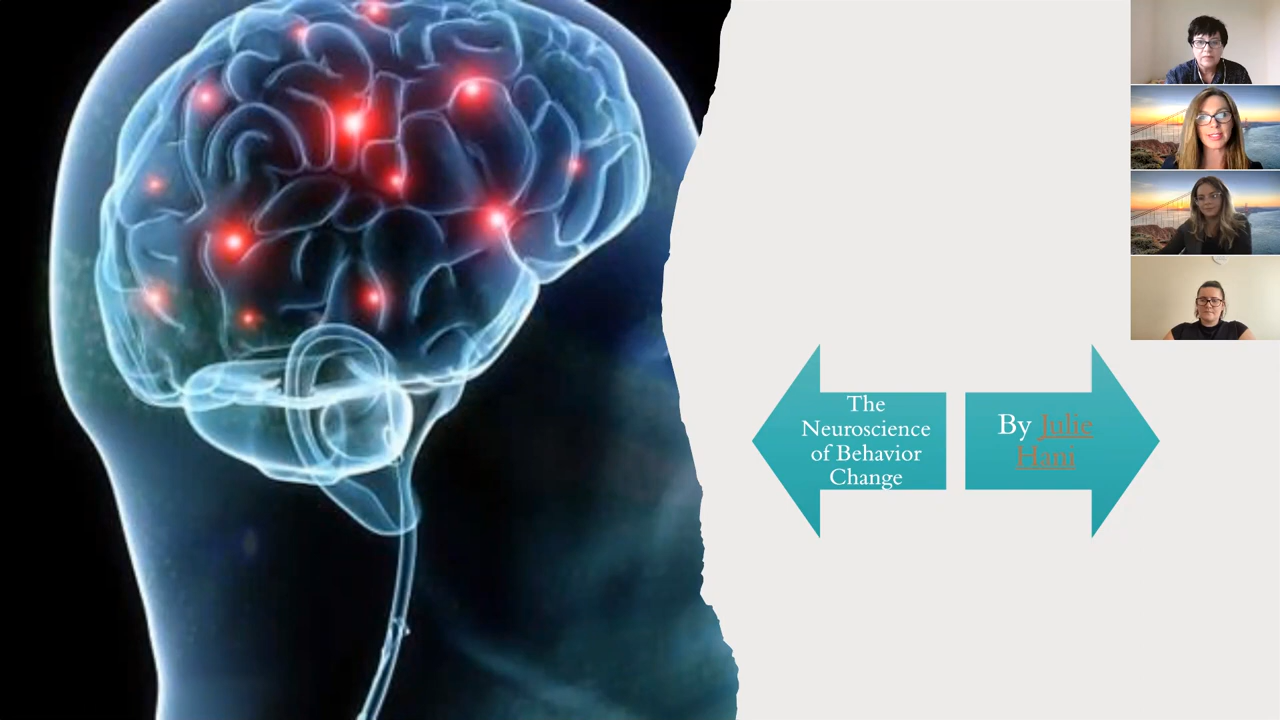 The
Neuroscience
of Behavior
Change
By Julie
Hani